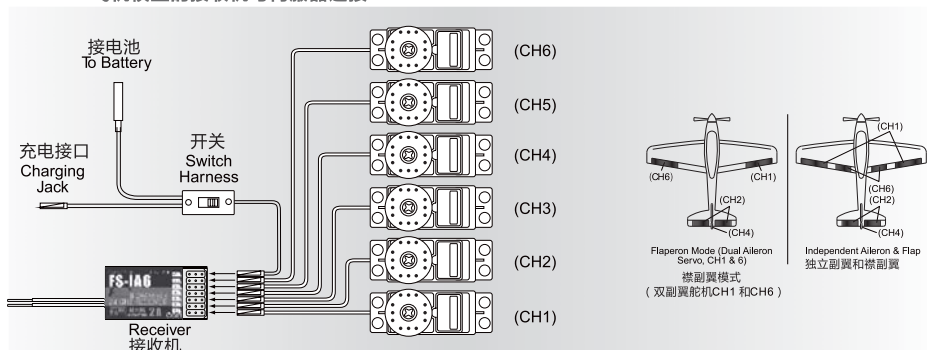 接电池
To Battery
充电接口
Charging
Jack
开关
Switch
Harness
(CH6)
(CH5)
(CH4)
(CH3)
(CH2)
(CH1)
FS-iA6
Receiver
接收机
(CH6)
(CH1)
(CH2)
(CH4)
Flaperon Mode (Dual Aileron
Servo, CH1 & 6)
襟副翼模式
( 双副翼舵机CH1 和CH6 )
(CH1)
(CH6)
(CH2)
(CH4)
Independent Aileron & Flap
独立副翼和襟副翼